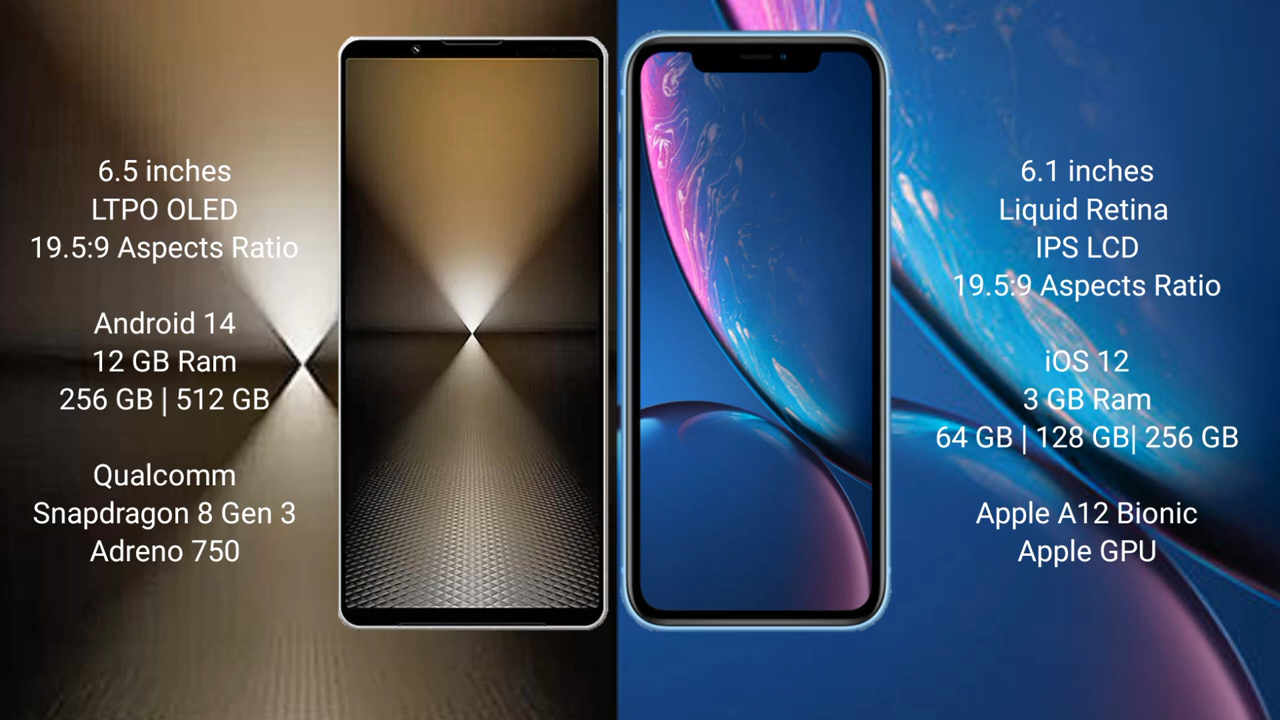 6.5 inches
LTPO OLED
19.5:9 Aspects Ratio
Android 14
12 GB Ram
256 GB | 512 GB
Qualcomm
Snapdragon 8 Gen 3
Adreno 750
6.1 inches
Liquid Retina
IPS LCD
19.5:9 Aspects Ratio
iOS 12
3 GB Ram
64 GB | 128 GB| 256 GB
Apple A12 Bionic
Apple GPU